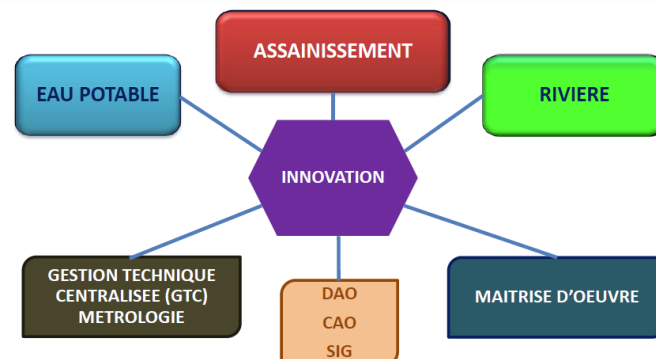 ASSAINISSEMENT
EAU POTABLE
RIVIERE
INNOVATION
GESTION TECHNIQUE
CENTRALISEE (GTC)
METROLOGIE
DAO
CAO
SIG
MAITRISE D'OEUVRE